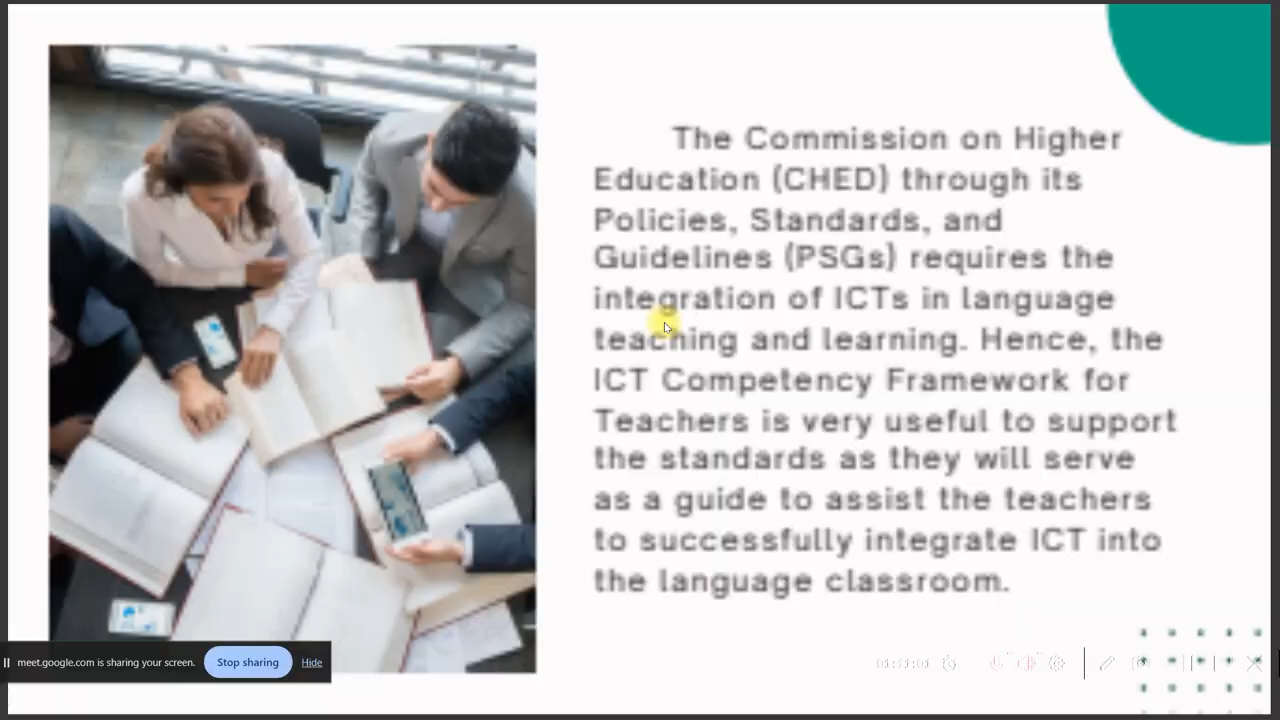 The Commission on Higher
Education (CHED) through its
Policies, Standards, and
Guidelines (PSGs) requires the
integration of ICTs in language
teaching and learning. Hence, the
ICT Competency Framework for
Teachers is very useful to support
the standards as they will serve
as a guide to assist the teachers
to successfully integrate ICT into
the language classroom.
meet.google.com is sharing your screen.
Stop sharing
Hide